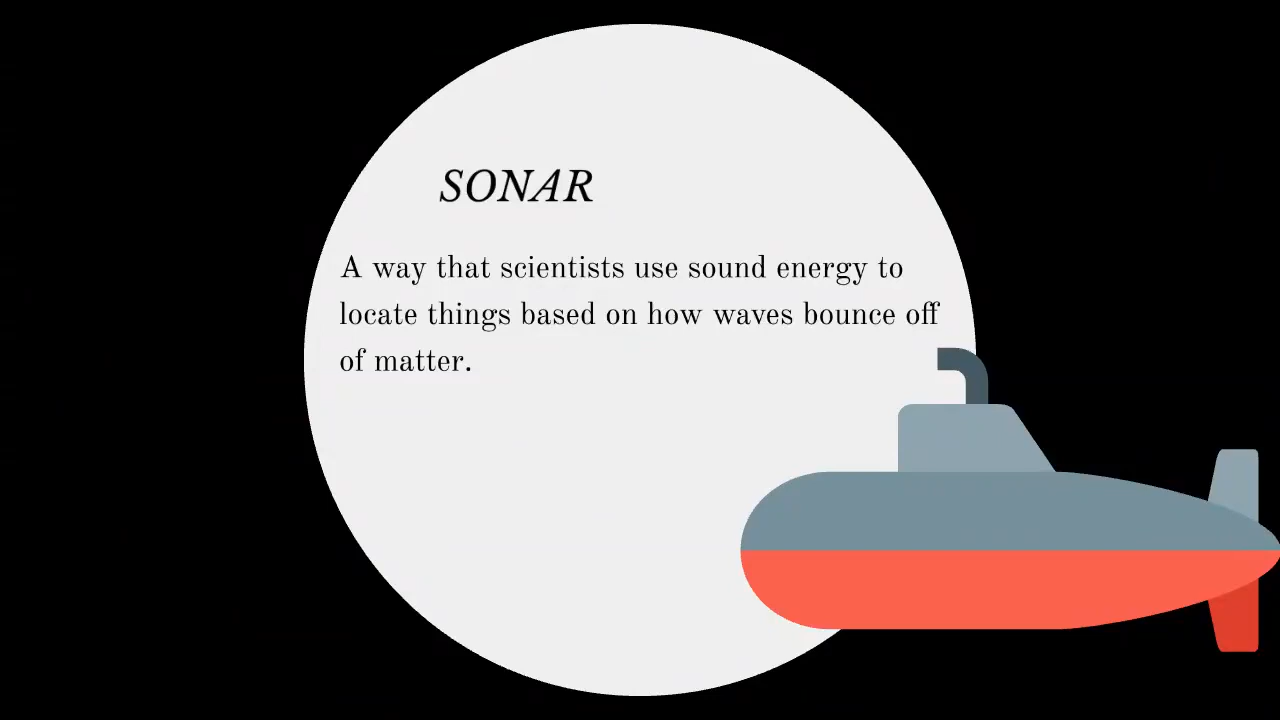 SONAR
A way that scientists use sound energy to
locate things based on how waves bounce off
of matter.